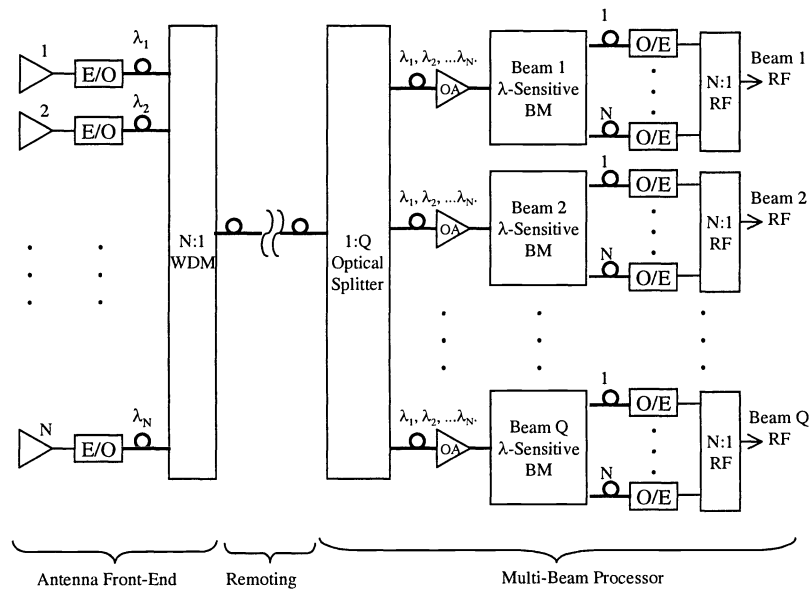 1
E/O
λ1
2
E/O
λ2
N
E/O
λN
N:1
WDM
1:Q
Optical
Splitter
λ1, λ2, ...λN.
OA
Beam 1
λ-Sensitive
BM
1
O/E
N
O/E
N:1
RF
Beam 1
RF
λ1, λ2, ...λN.
OA
Beam 2
λ-Sensitive
BM
1
O/E
N
O/E
N:1
RF
Beam 2
RF
λ1, λ2, ...λN.
OA
Beam Q
λ-Sensitive
BM
1
O/E
N
O/E
N:1
RF
Beam Q
RF
Antenna Front-End
Remoting
Multi-Beam Processor